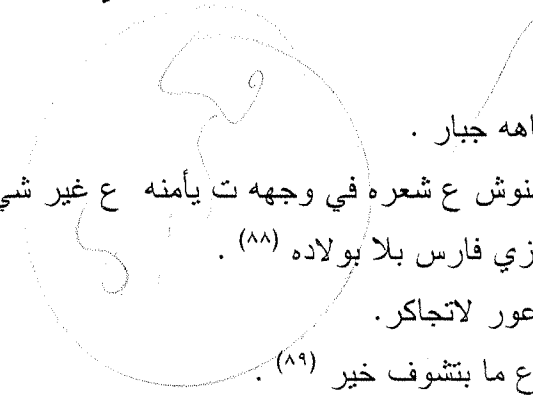 اهه جبار .
منوش ع شعره في وجهه ت يأمنه ع غير شي
زي فارس بلا بولاده (٨٨) .
عور لاتجاكر .
ع ما بتشوف خير (٨٩) .